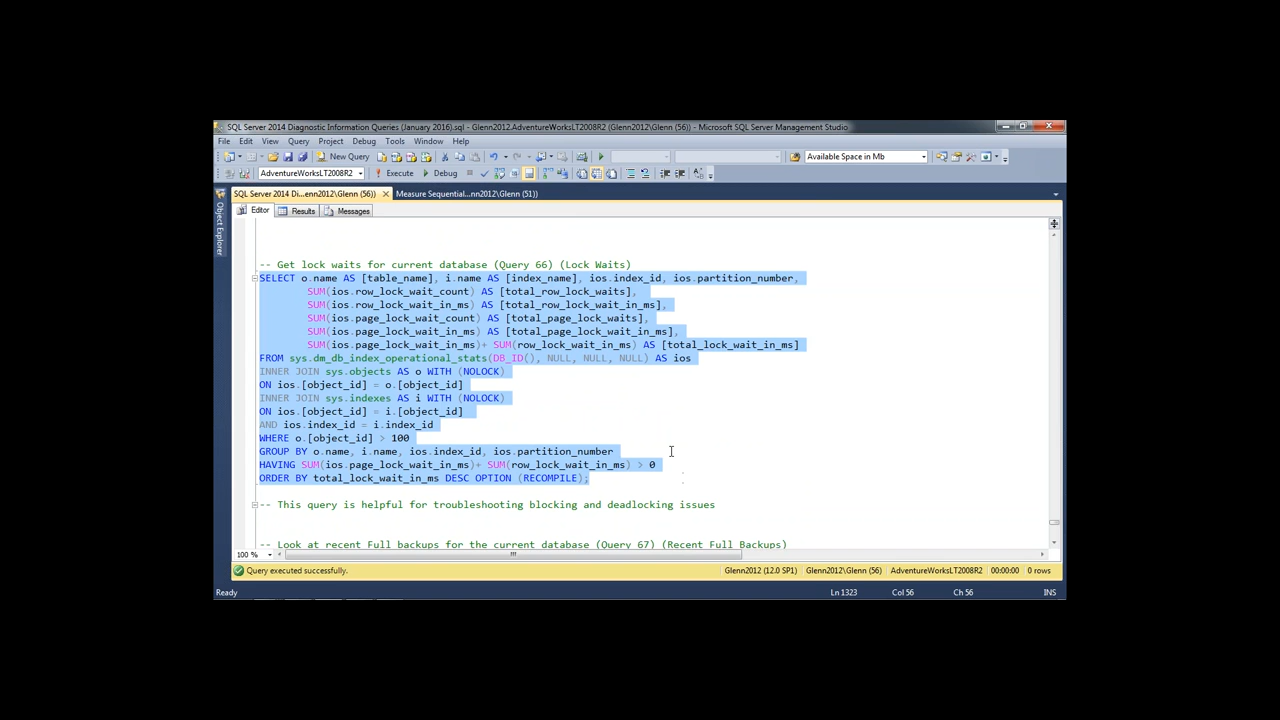 SQL Server 2014 Diagnostic Information Queries (January 2016).sql - Glenn2012.AdventureWorksLT2008R2 (Glenn2012\Glenn (56)) - Microsoft SQL Server Management Studio
File Edit View Query Project Debug Tools Window Help
New Query Available Space in Mb
AdventureWorksLT2008R2 Execute Debug
SQL Server 2014 Di...enn2012\Glenn (56)) Measure Sequential...nn2012\Glenn (51))
Object Explorer
Editor Results Messages
-- Get lock waits for current database (Query 66) (Lock Waits)
SELECT o.name AS [table_name], i.name AS [index_name], ios.index_id, ios.partition_number,
SUM(ios.row_lock_wait_count) AS [total_row_lock_waits],
SUM(ios.row_lock_wait_in_ms) AS [total_row_lock_wait_in_ms],
SUM(ios.page_lock_wait_count) AS [total_page_lock_waits],
SUM(ios.page_lock_wait_in_ms) AS [total_page_lock_wait_in_ms],
SUM(ios.page_lock_wait_in_ms)+ SUM(row_lock_wait_in_ms) AS [total_lock_wait_in_ms]
FROM sys.dm_db_index_operational_stats(DB_ID(), NULL, NULL, NULL) AS ios
INNER JOIN sys.objects AS o WITH (NOLOCK)
ON ios.[object_id] = o.[object_id]
INNER JOIN sys.indexes AS i WITH (NOLOCK)
ON ios.[object_id] = i.[object_id]
AND ios.index_id = i.index_id
WHERE o.[object_id] > 100
GROUP BY o.name, i.name, ios.index_id, ios.partition_number
HAVING SUM(ios.page_lock_wait_in_ms)+ SUM(row_lock_wait_in_ms) > 0
ORDER BY total_lock_wait_in_ms DESC OPTION (RECOMPILE);
-- This query is helpful for troubleshooting blocking and deadlocking issues
-- Look at recent Full backups for the current database (Query 67) (Recent Full Backups)
100 %
Query executed successfully. Glenn2012 (12.0 SP1) Glenn2012\Glenn (56) AdventureWorksLT2008R2 00:00:00 0 rows
Ready Ln 1323 Col 56 Ch 56 INS